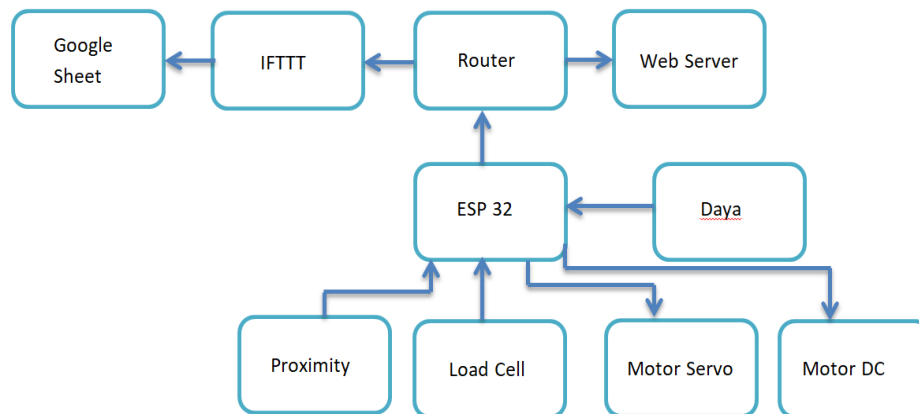 Google
Sheet
IFTTT
Router
Web Server
ESP 32
Daya
Proximity
Load Cell
Motor Servo
Motor DC